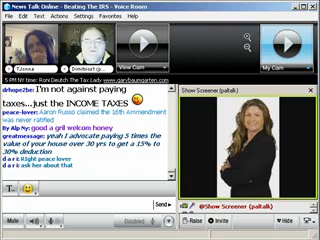 News Talk Online - Beating The IRS - Voice Room
File Edit Actions Settings Favorites Help
TJonna
View Cam
My Cam
5 PM NY time: Roni Deutch The Tax Lady www.garybaumgarten.com
drhope2be: I'm not against paying
taxes...just the INCOME TAXES
peace-lover: Aaron Russo claimed the 16th Ammendment
was never ratified
By Alp Ny: good a grill welcom honey
greatmessage: yeah I advocate paying 5 times the
value of your house over 30 yrs to get a 15% to
30% deduction
d a r i: RIght peace lover
d a r i: ask her about that
Send
Mute
Disabled
Show Screener (paltalk)
@Show Screener (paltalk)
Raise
Invite
Hide